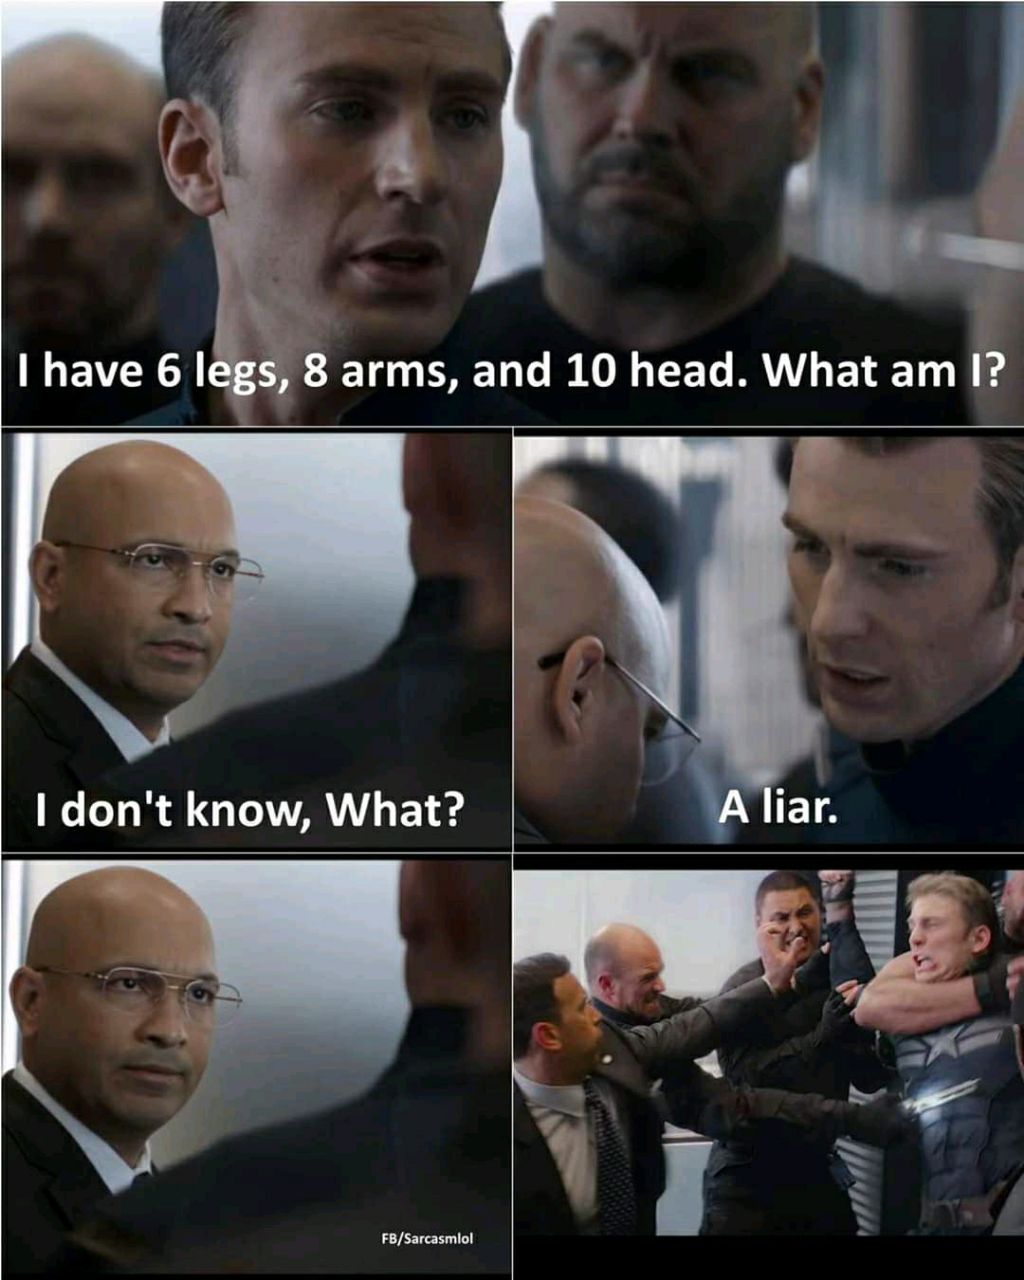 I have 6 legs, 8 arms, and 10 head. What am I?
I don't know, What?
A liar.
FB/Sarcasmlol